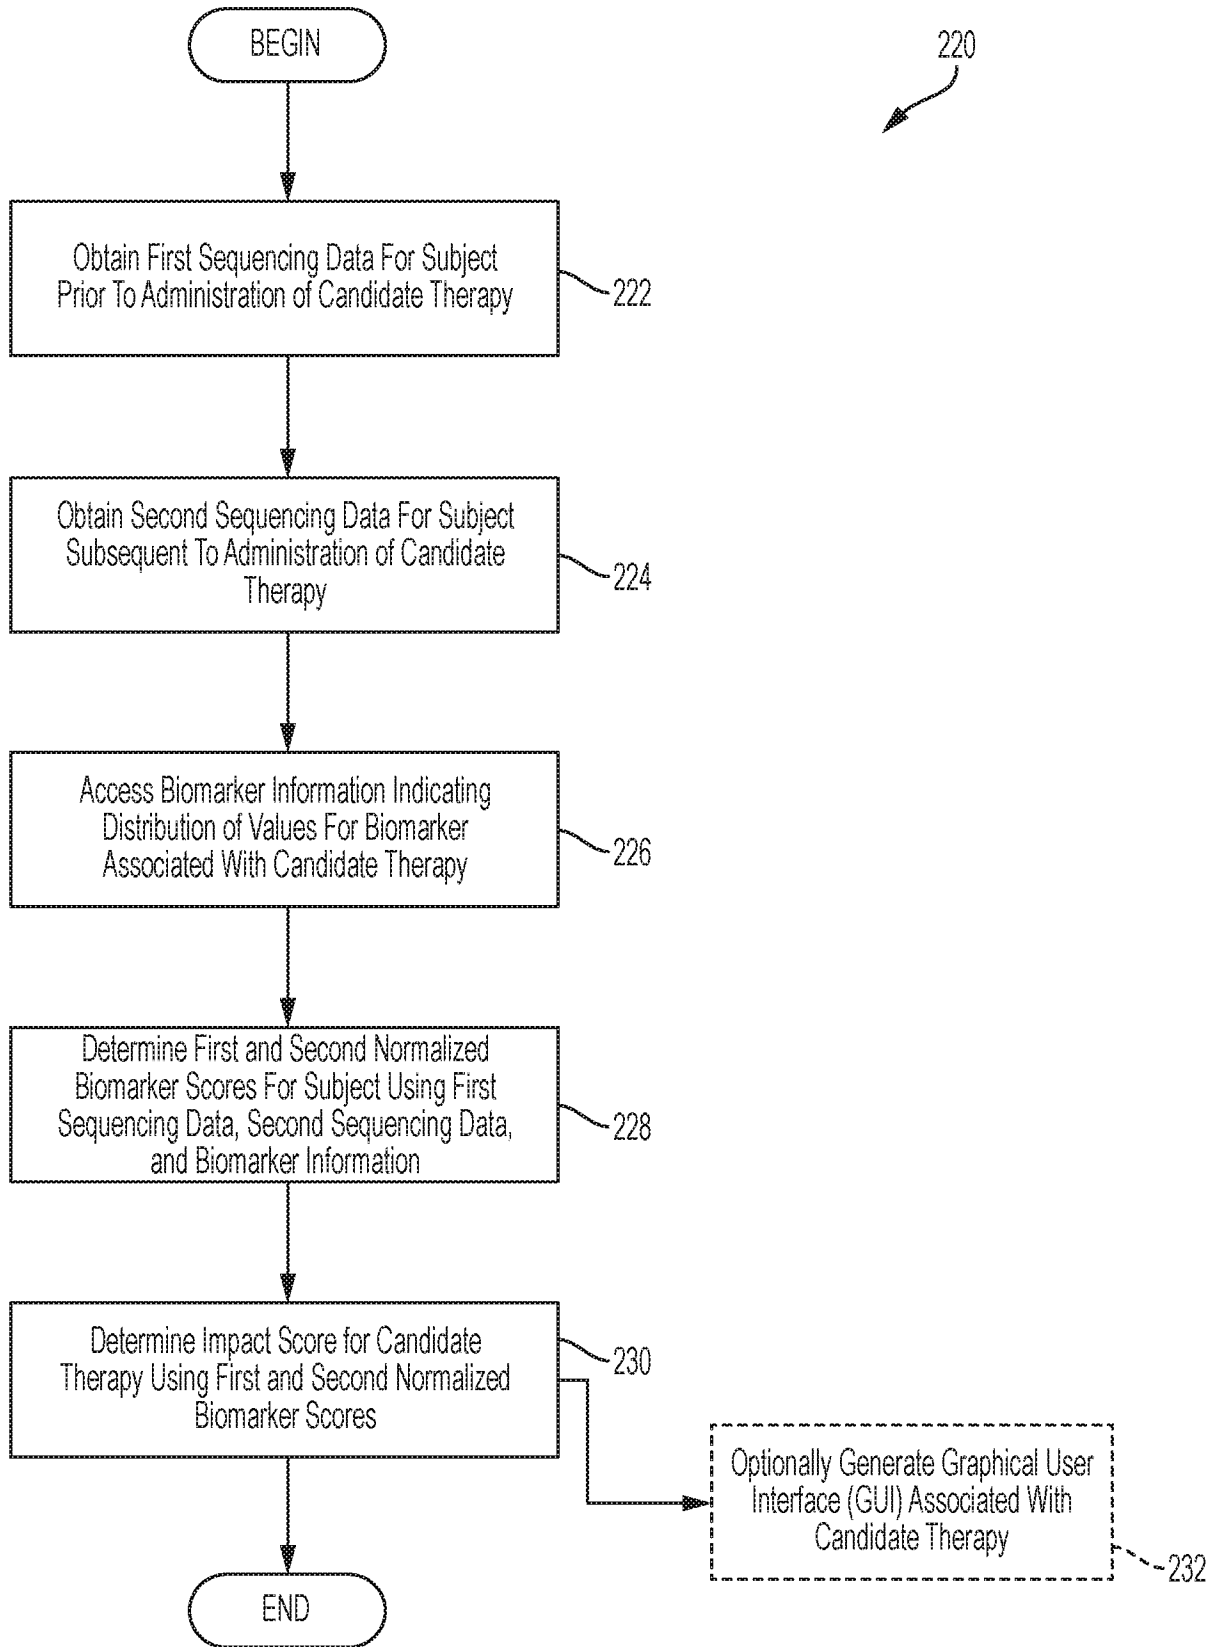 BEGIN
220
Obtain First Sequencing Data For Subject
Prior To Administration of Candidate Therapy
222
Obtain Second Sequencing Data For Subject
Subsequent To Administration of Candidate
Therapy
224
Access Biomarker Information Indicating
Distribution of Values For Biomarker
Associated With Candidate Therapy
226
Determine First and Second Normalized
Biomarker Scores For Subject Using First
Sequencing Data, Second Sequencing Data,
and Biomarker Information
228
Determine Impact Score for Candidate
Therapy Using First and Second Normalized
Biomarker Scores
230
Optionally Generate Graphical User
Interface (GUI) Associated With
Candidate Therapy
232
END